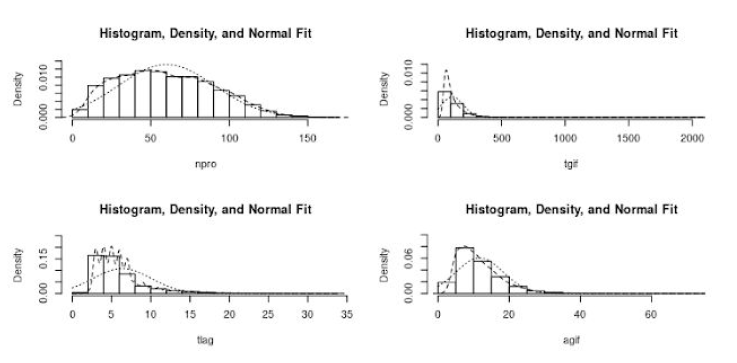 Histogram, Density, and Normal Fit
Density
0.000 0.010
0 50 100 150
npro
Histogram, Density, and Normal Fit
Density
0.000 0.010
0 500 1000 1500 2000
tgif
Histogram, Density, and Normal Fit
Density
0.00 0.15
0 5 10 15 20 25 30 35
tlag
Histogram, Density, and Normal Fit
Density
0.00 0.06
0 20 40 60
agif